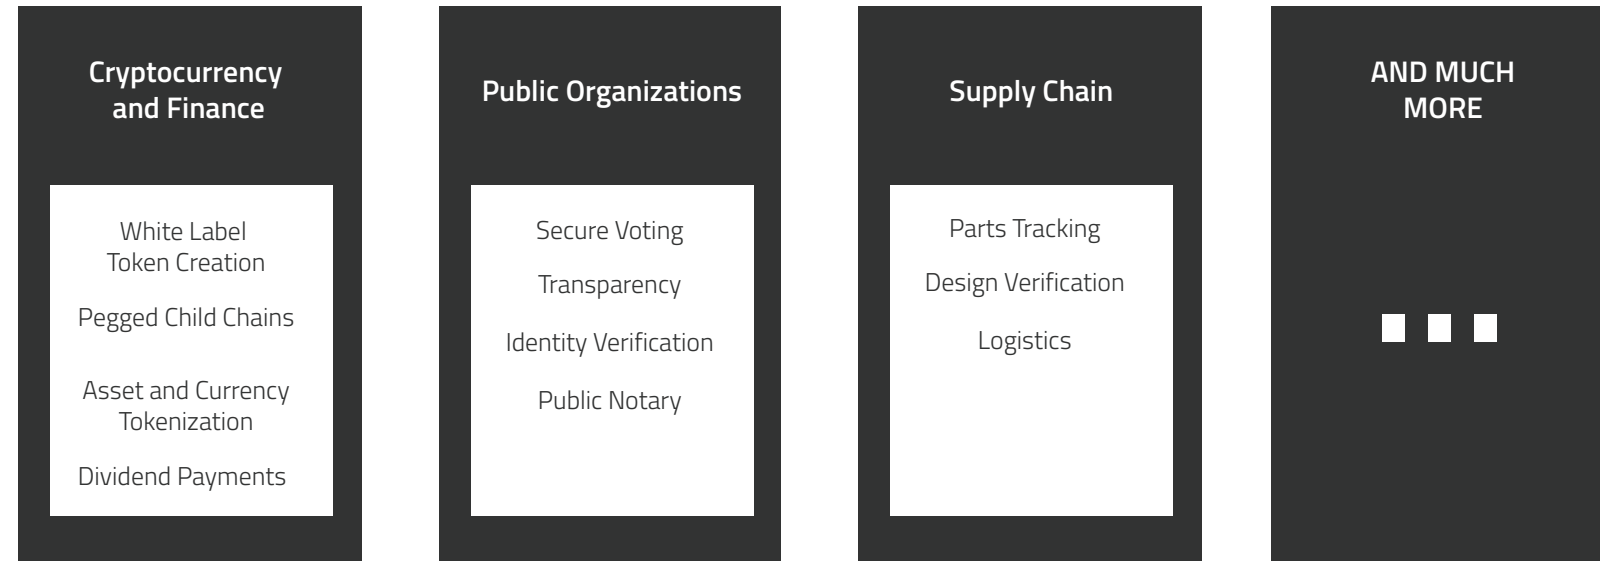 Cryptocurrency
and Finance
White Label
Token Creation
Pegged Child Chains
Asset and Currency
Tokenization
Dividend Payments
Public Organizations
Secure Voting
Transparency
Identity Verification
Public Notary
Supply Chain
Parts Tracking
Design Verification
Logistics
AND MUCH
MORE